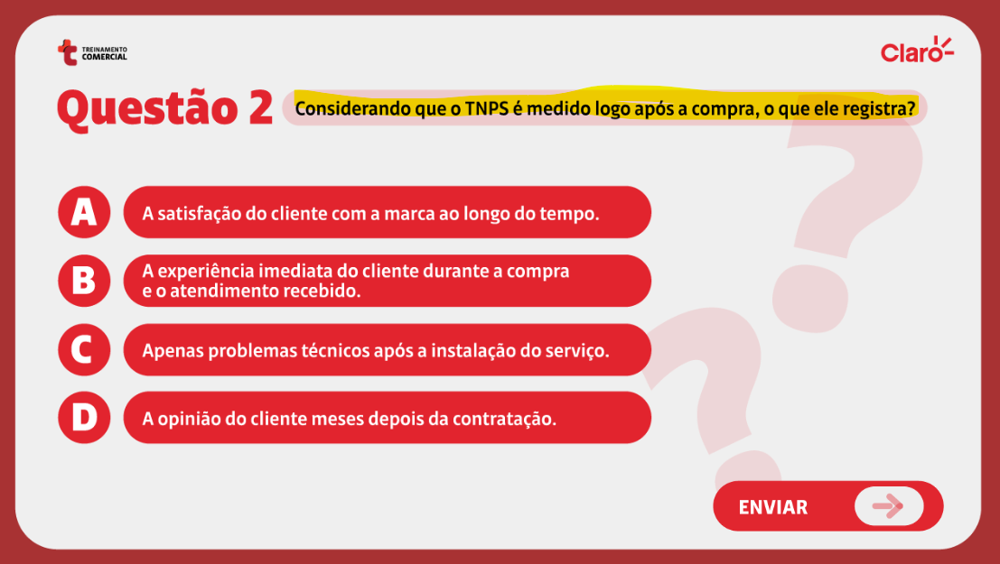 TREINAMENTO
COMERCIAL
Claro
Questão 2
Considerando que o TNPS é medido logo após a compra, o que ele registra?
A
A satisfação do cliente com a marca ao longo do tempo.
B
A experiência imediata do cliente durante a compra
e o atendimento recebido.
C
Apenas problemas técnicos após a instalação do serviço.
D
A opinião do cliente meses depois da contratação.
ENVIAR